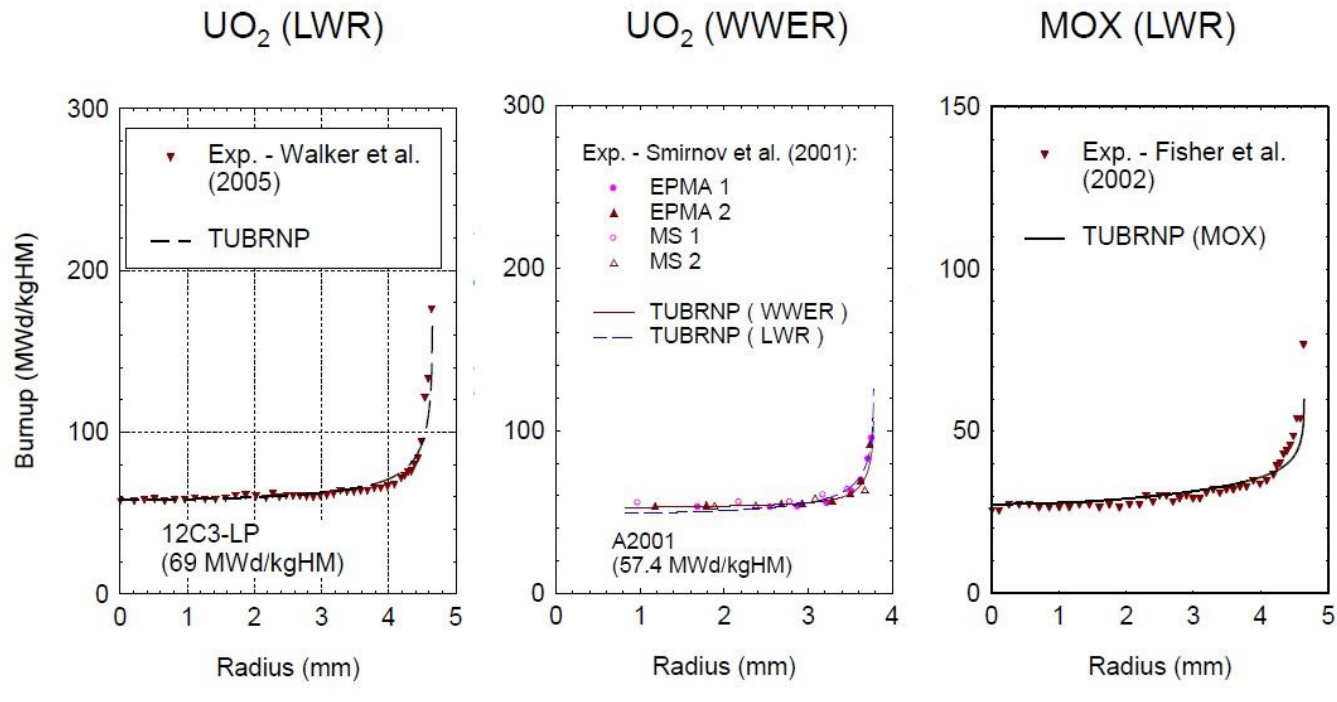 UO₂ (LWR)
300
200
100
0
Burnup (MWd/kgHM)
Exp. - Walker et al.
(2005)
TUBRNP
12C3-LP
(69 MWd/kgHM)
0 1 2 3 4 5
Radius (mm)
UO₂ (WWER)
300
200
100
0
Exp. - Smirnov et al. (2001):
EPMA 1
EPMA 2
MS 1
MS 2
TUBRNP ( WWER )
TUBRNP ( LWR )
A2001
(57.4 MWd/kgHM)
0 1 2 3 4
Radius (mm)
MOX (LWR)
150
100
50
0
Exp. - Fisher et al.
(2002)
TUBRNP (MOX)
0 1 2 3 4 5
Radius (mm)